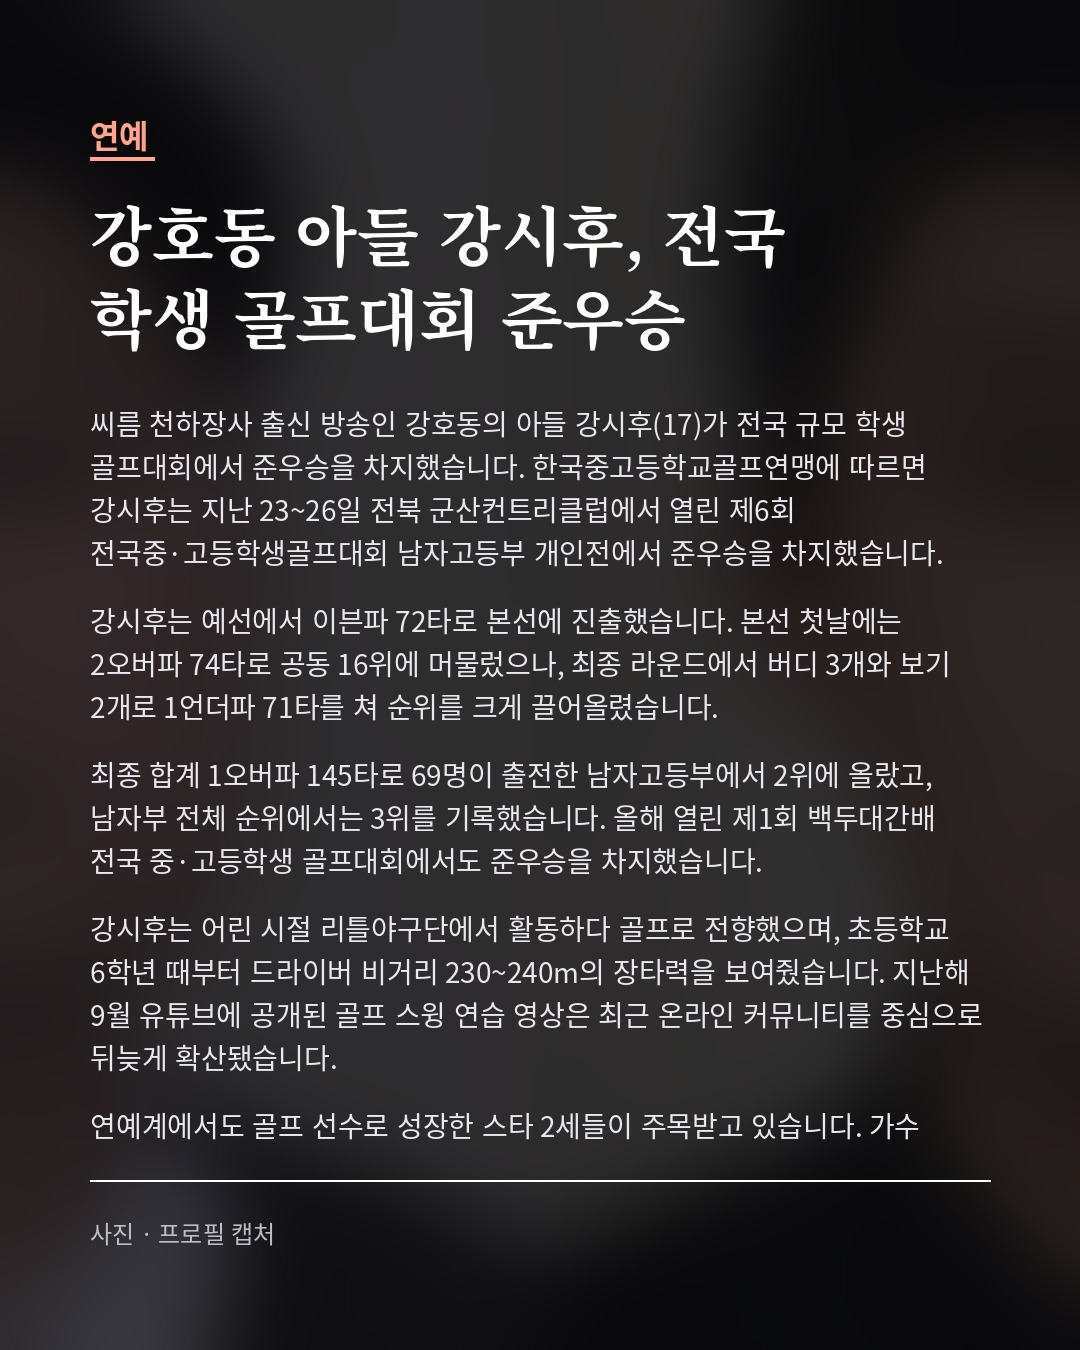 연예
강호동 아들 강시후, 전국
학생 골프대회 준우승
씨름 천하장사 출신 방송인 강호동의 아들 강시후(17)가 전국 규모 학생
골프대회에서 준우승을 차지했습니다. 한국중고등학교골프연맹에 따르면
강시후는 지난 23~26일 전북 군산컨트리클럽에서 열린 제6회
전국중·고등학생골프대회 남자고등부 개인전에서 준우승을 차지했습니다.
강시후는 예선에서 이븐파 72타로 본선에 진출했습니다. 본선 첫날에는
2오버파 74타로 공동 16위에 머물렀으나, 최종 라운드에서 버디 3개와 보기
2개로 1언더파 71타를 쳐 순위를 크게 끌어올렸습니다.
최종 합계 1오버파 145타로 69명이 출전한 남자고등부에서 2위에 올랐고,
남자부 전체 순위에서는 3위를 기록했습니다. 올해 열린 제1회 백두대간배
전국 중·고등학생 골프대회에서도 준우승을 차지했습니다.
강시후는 어린 시절 리틀야구단에서 활동하다 골프로 전향했으며, 초등학교
6학년 때부터 드라이버 비거리 230~240m의 장타력을 보여줬습니다. 지난해
9월 유튜브에 공개된 골프 스윙 연습 영상은 최근 온라인 커뮤니티를 중심으로
뒤늦게 확산됐습니다.
연예계에서도 골프 선수로 성장한 스타 2세들이 주목받고 있습니다. 가수
사진 · 프로필 캡처